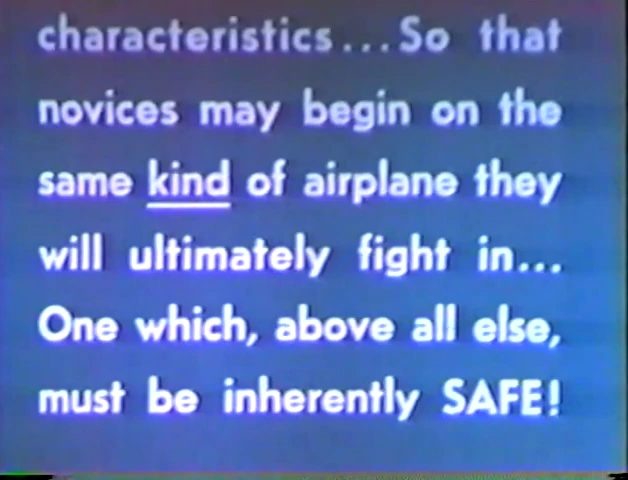 characteristics...So that
novices may begin on the
same kind of airplane they
will ultimately fight in...
One which, above all else,
must be inherently SAFE!